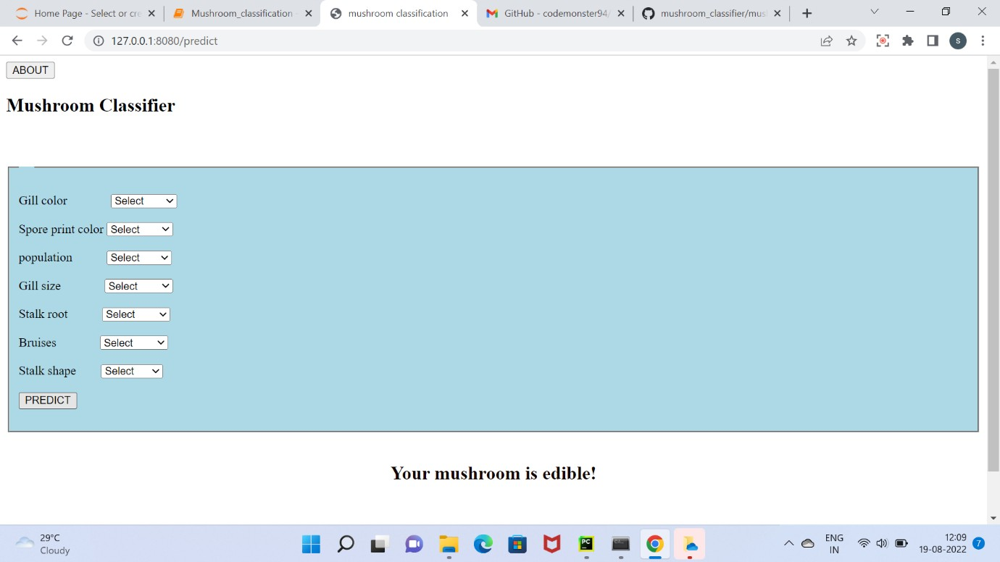 Home Page - Select or cre
Mushroom_classification
mushroom classification
GitHub - codemonster94/
mushroom_classifier/mus
127.0.0.1:8080/predict
S
ABOUT
Mushroom Classifier
Gill color Select
Spore print color Select
population Select
Gill size Select
Stalk root Select
Bruises Select
Stalk shape Select
PREDICT
Your mushroom is edible!
29°C
Cloudy
PC
ENG
IN
12:09
19-08-2022
7